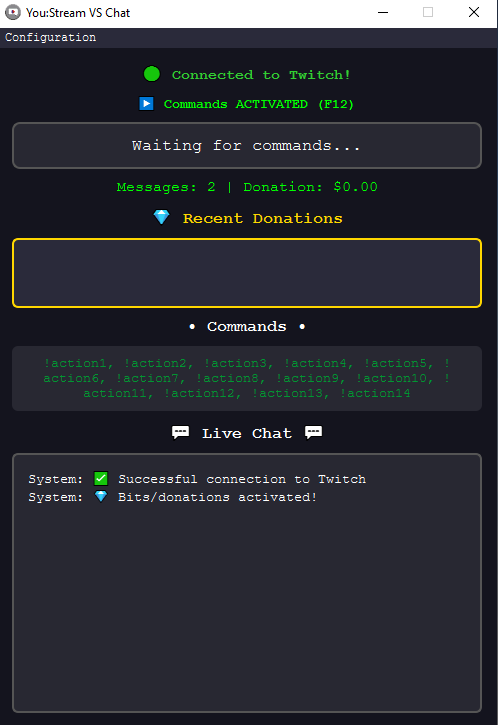 You:Stream VS Chat
Configuration
Connected to Twitch!
Commands ACTIVATED (F12)
Waiting for commands...
Messages: 2 | Donation: $0.00
💎 Recent Donations
• Commands •
!action1, !action2, !action3, !action4, !action5, !
action6, !action7, !action8, !action9, !action10, !
action11, !action12, !action13, !action14
💬 Live Chat 💬
System: ✅ Successful connection to Twitch
System: 💎 Bits/donations activated!